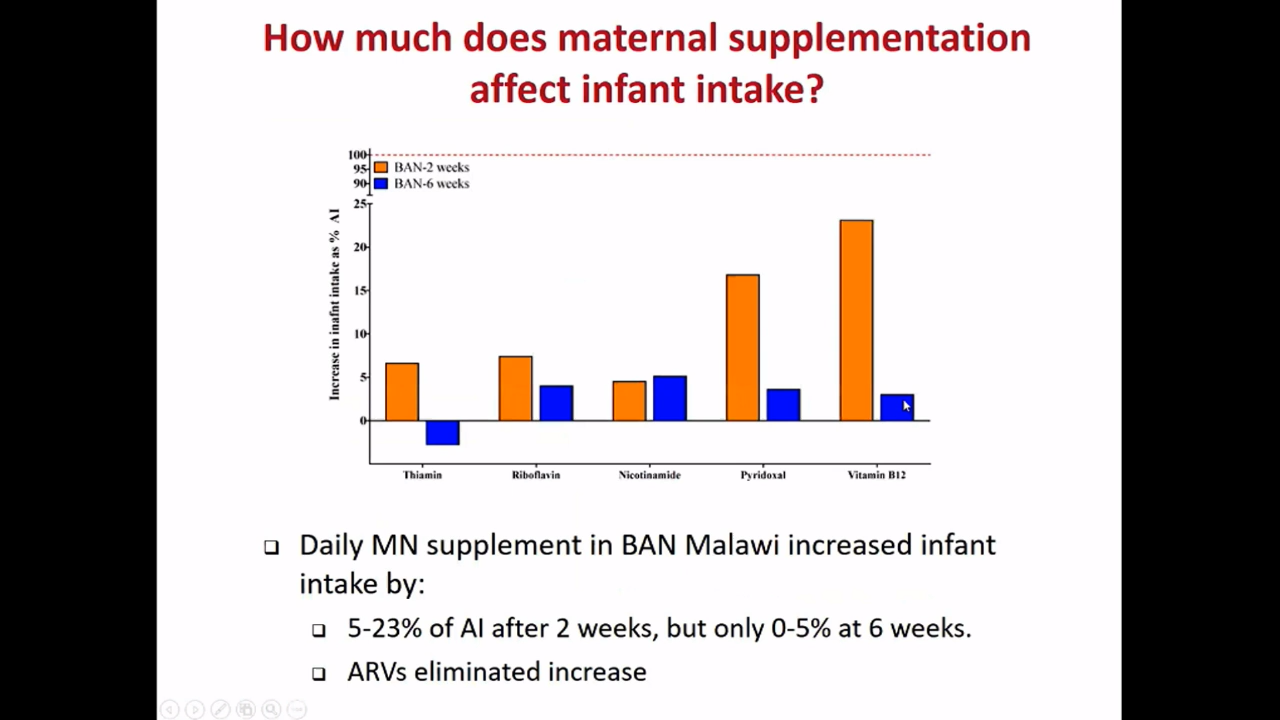 How much does maternal supplementation
affect infant intake?
100
95
90
25
20
15
10
5
0
BAN-2 weeks
BAN-6 weeks
Increase in inafnt intake as % AI
Thiamin
Riboflavin
Nicotinamide
Pyridoxal
Vitamin B12
❑ Daily MN supplement in BAN Malawi increased infant
intake by:
❑ 5-23% of AI after 2 weeks, but only 0-5% at 6 weeks.
❑ ARVs eliminated increase